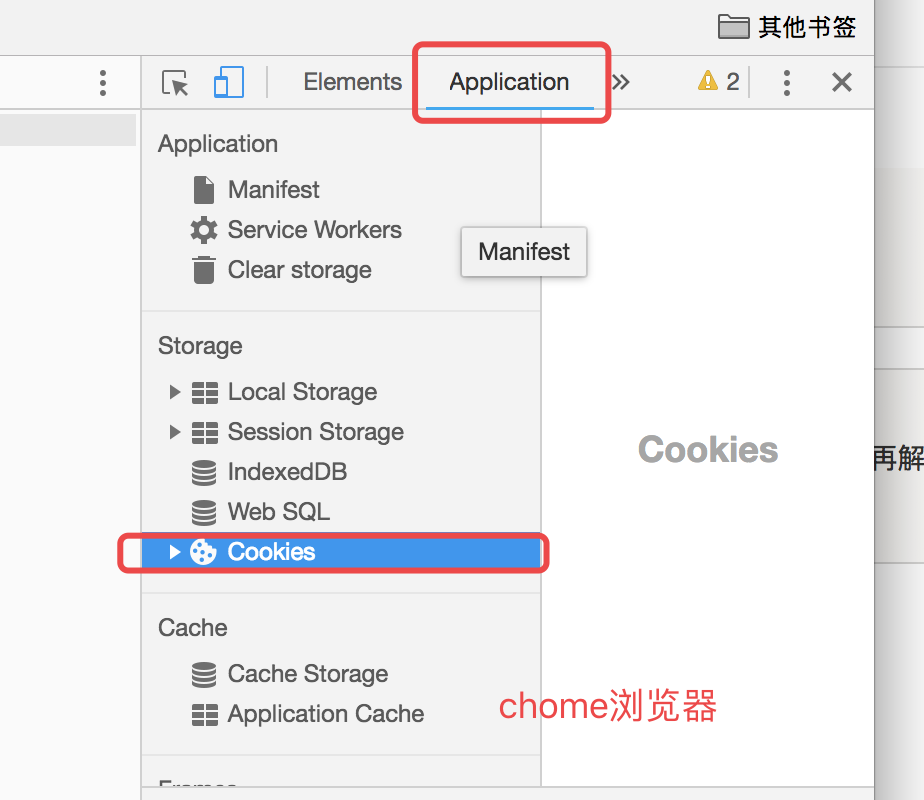 其他书签
Elements
Application
2
Application
Manifest
Service Workers
Clear storage
Manifest
Storage
Local Storage
Session Storage
IndexedDB
Web SQL
Cookies
Cookies
再解
Cache
Cache Storage
Application Cache
chome浏览器
Frames